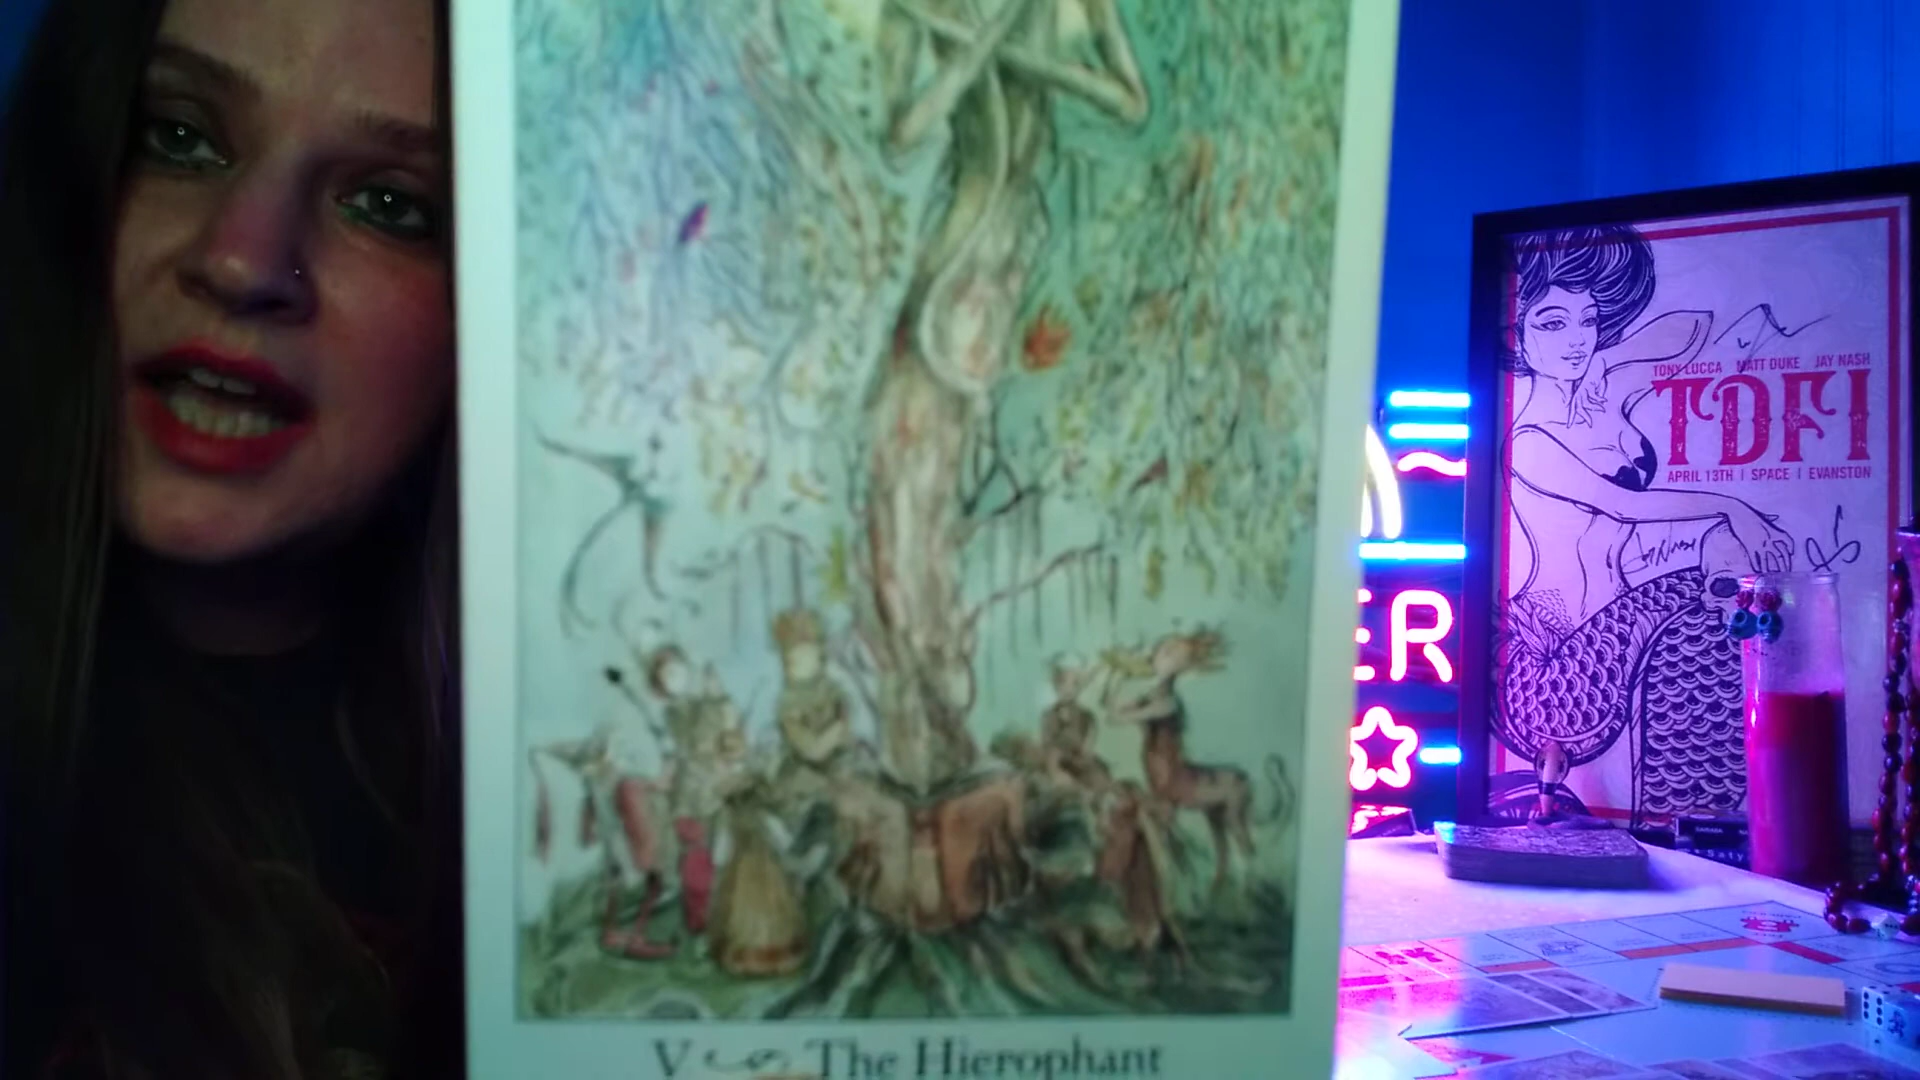 V The Hierophant
TONY LUCCA MATT DUKE JAY NASH
TDFI
APRIL 13TH | SPACE | EVANSTON
ER